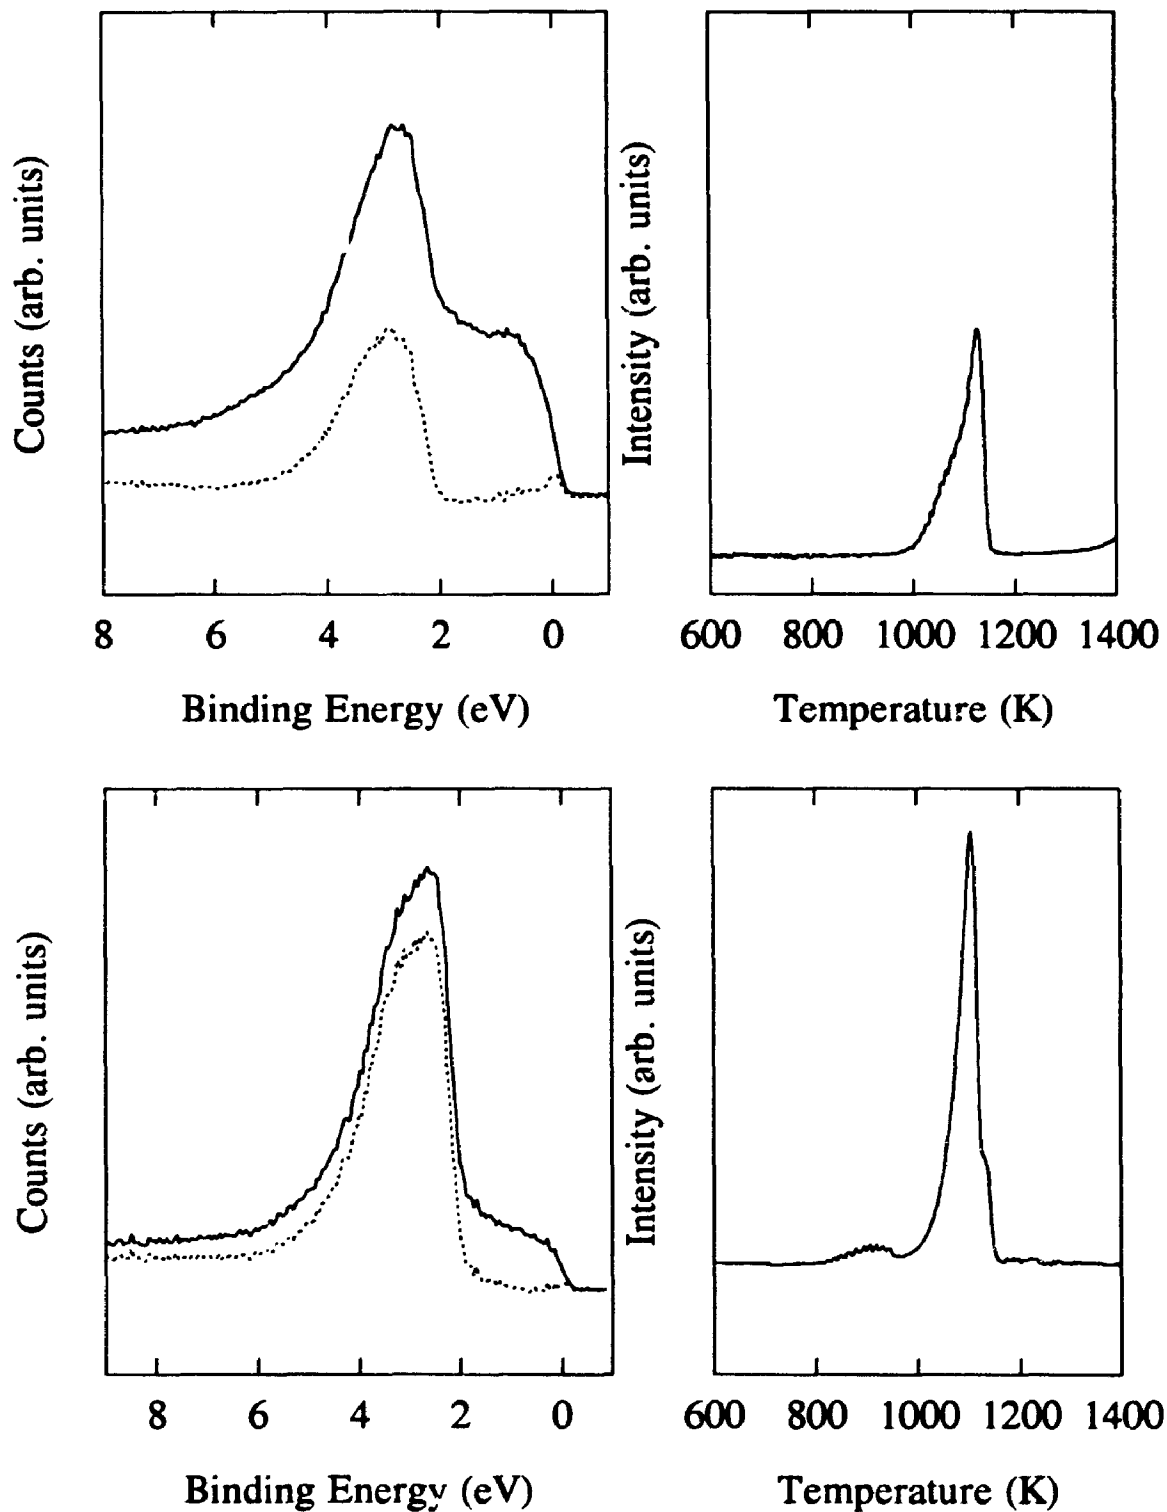 Counts (arb. units)
8 6 4 2 0
Binding Energy (eV)
Intensity (arb. units)
600 800 1000 1200 1400
Temperature (K)
Counts (arb. units)
8 6 4 2 0
Binding Energy (eV)
Intensity (arb. units)
600 800 1000 1200 1400
Temperature (K)